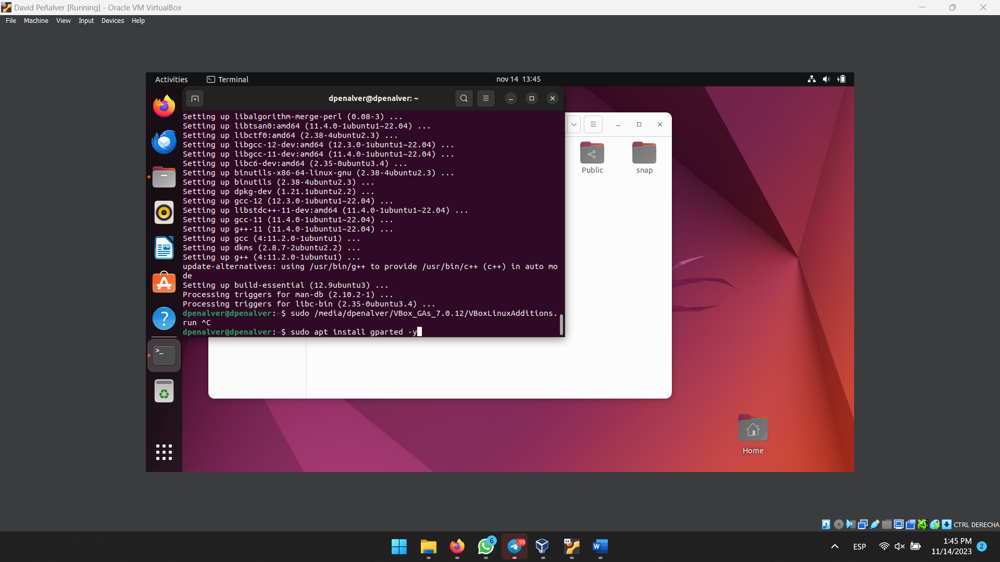 David Peñalver [Running] - Oracle VM VirtualBox
File Machine View Input Devices Help
Activities Terminal nov 14 13:45
dpenalver@dpenalver: ~
Setting up libalgorithm-merge-perl (0.08-3) ...
Setting up libtsan0:amd64 (11.4.0-1ubuntu1~22.04) ...
Setting up libctf0:amd64 (2.38-4ubuntu2.3) ...
Setting up libgcc-12-dev:amd64 (12.3.0-1ubuntu1~22.04) ...
Setting up libgcc-11-dev:amd64 (11.4.0-1ubuntu1~22.04) ...
Setting up libc6-dev:amd64 (2.35-0ubuntu3.4) ...
Setting up binutils-x86-64-linux-gnu (2.38-4ubuntu2.3) ...
Setting up binutils (2.38-4ubuntu2.3) ...
Setting up dpkg-dev (1.21.1ubuntu2.2) ...
Setting up gcc-12 (12.3.0-1ubuntu1~22.04) ...
Setting up libstdc++-11-dev:amd64 (11.4.0-1ubuntu1~22.04) ...
Setting up gcc-11 (11.4.0-1ubuntu1~22.04) ...
Setting up g++-11 (11.4.0-1ubuntu1~22.04) ...
Setting up gcc (4:11.2.0-1ubuntu1) ...
Setting up dkms (2.8.7-2ubuntu2.2) ...
Setting up g++ (4:11.2.0-1ubuntu1) ...
update-alternatives: using /usr/bin/g++ to provide /usr/bin/c++ (c++) in auto mo
de
Setting up build-essential (12.9ubuntu3) ...
Processing triggers for man-db (2.10.2-1) ...
Processing triggers for libc-bin (2.35-0ubuntu3.4) ...
dpenalver@dpenalver:~$ sudo /media/dpenalver/VBox_GAs_7.0.12/VBoxLinuxAdditions.
run ^C
dpenalver@dpenalver:~$ sudo apt install gparted -y
Public snap
Home
CTRL DERECHA
6
..99
64
W
ESP
1:45 PM
11/14/2023
2